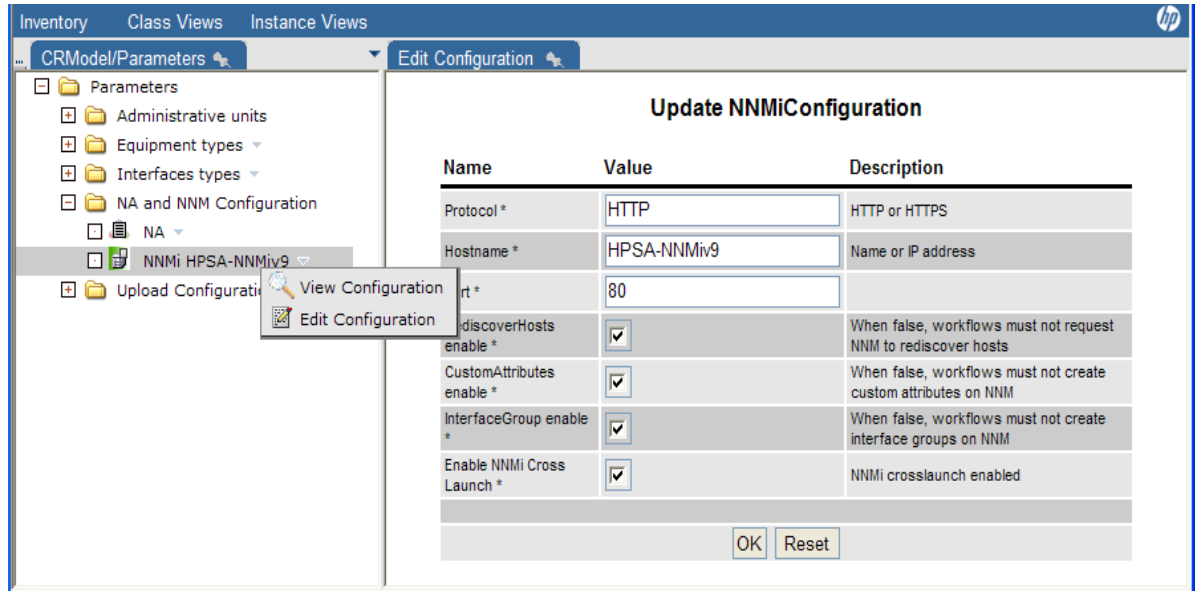 Inventory Class Views Instance Views hp
... CRModel/Parameters Edit Configuration
Parameters
Administrative units
Equipment types
Interfaces types
NA and NNM Configuration
NA
NNMi HPSA-NNMiv9
View Configuration
Edit Configuration
Update NNMiConfiguration
Name Value Description
Protocol * HTTP HTTP or HTTPS
Hostname * HPSA-NNMiv9 Name or IP address
* 80
enable * When false, workflows must not request
NNM to rediscover hosts
CustomAttributes
enable * When false, workflows must not create
custom attributes on NNM
InterfaceGroup enable
* When false, workflows must not create
interface groups on NNM
Enable NNMi Cross
Launch * NNMi crosslaunch enabled
OK Reset
Upload